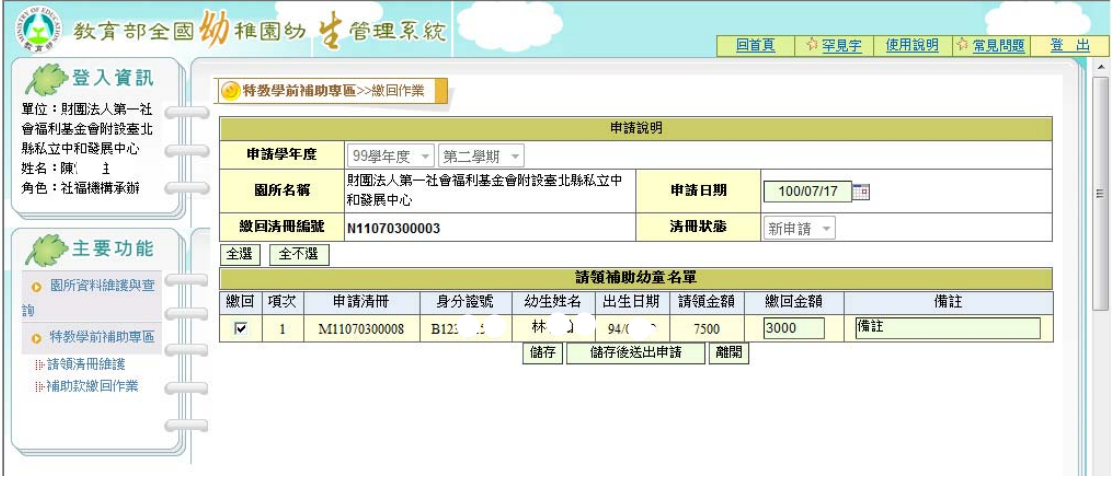 教育部全國幼稚園幼生管理系統
回首頁 罕見字 使用說明 常見問題 登 出
登入資訊
單位：財團法人第一社
會福利基金會附設臺北
縣私立中和發展中心
姓名：陳 主
角色：社福機構承辦
主要功能
園所資料維護與查
詢
特教學前補助專區
請領清冊維護
補助款繳回作業
特教學前補助專區>>繳回作業
申請說明
申請學年度 99學年度 第二學期
園所名稱 財團法人第一社會福利基金會附設臺北縣私立中
和發展中心 申請日期 100/07/17
繳回清冊編號 N11070300003 清冊狀態 新申請
全選 全不選
請領補助幼童名單
繳回 項次 申請清冊 身分證號 幼生姓名 出生日期 請領金額 繳回金額 備註
1 M11070300008 B12 林 山 94/ 7500 3000 備註
儲存 儲存後送出申請 離開